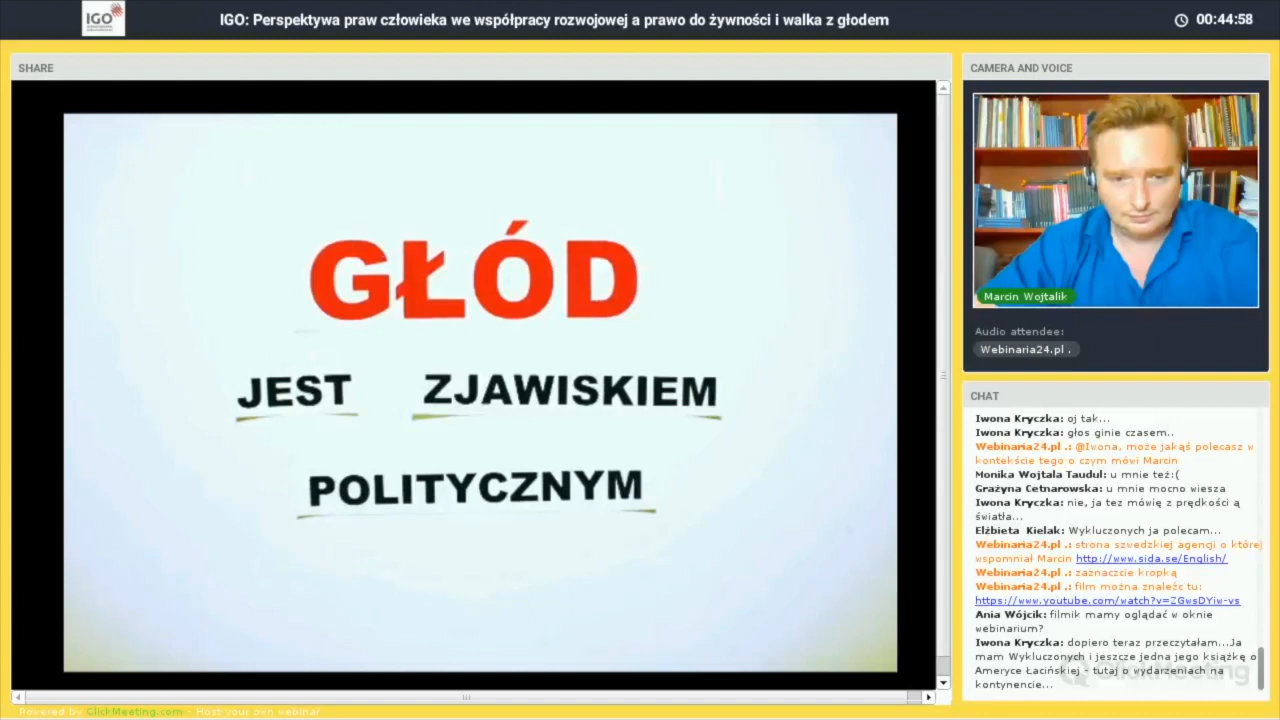 IGO
IGO: Perspektywa praw człowieka we współpracy rozwojowej a prawo do żywności i walka z głodem
00:44:58
SHARE
GŁÓD
JEST ZJAWISKIEM
POLITYCZNYM
CAMERA AND VOICE
Marcin Wojtalik
Audio attendee:
Webinaria24.pl .
CHAT
Iwona Kryczka: oj tak...
Iwona Kryczka: głos ginie czasem..
Webinaria24.pl .: @Iwona, może jakąś polecasz w
kontekście tego o czym mówi Marcin
Monika Wojtala Taudul: u mnie też:(
Grażyna Cetnarowska: u mnie mocno wiesza
Iwona Kryczka: nie, ja tez mówię z prędkości ą
światła...
Elżbieta Kielak: Wykluczonych ja polecam...
Webinaria24.pl .: strona szwedzkiej agencji o której
wspomniał Marcin http://www.sida.se/English/
Webinaria24.pl .: zaznaczcie kropką
Webinaria24.pl .: film można znaleźc tu:
https://www.youtube.com/watch?v=ZGwsDYiw-vs
Ania Wójcik: filmik mamy oglądać w oknie
webinarium?
Iwona Kryczka: dopiero teraz przeczytałam...Ja
mam Wykluczonych i jeszcze jedna jego książkę o
Ameryce Łacińskiej - tutaj o wydarzeniach na
kontynencie...
ClickMeeting
Powered by ClickMeeting.com - Host your own webinar